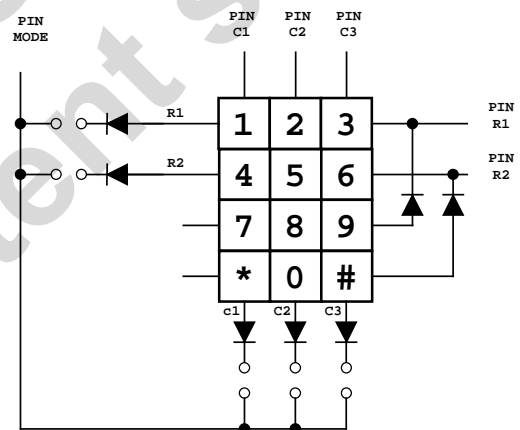 PIN
MODE
PIN
C1
PIN
C2
PIN
C3
R1
1 2 3
PIN
R1
R2
4 5 6
PIN
R2
7 8 9
* 0 #
c1 C2 C3